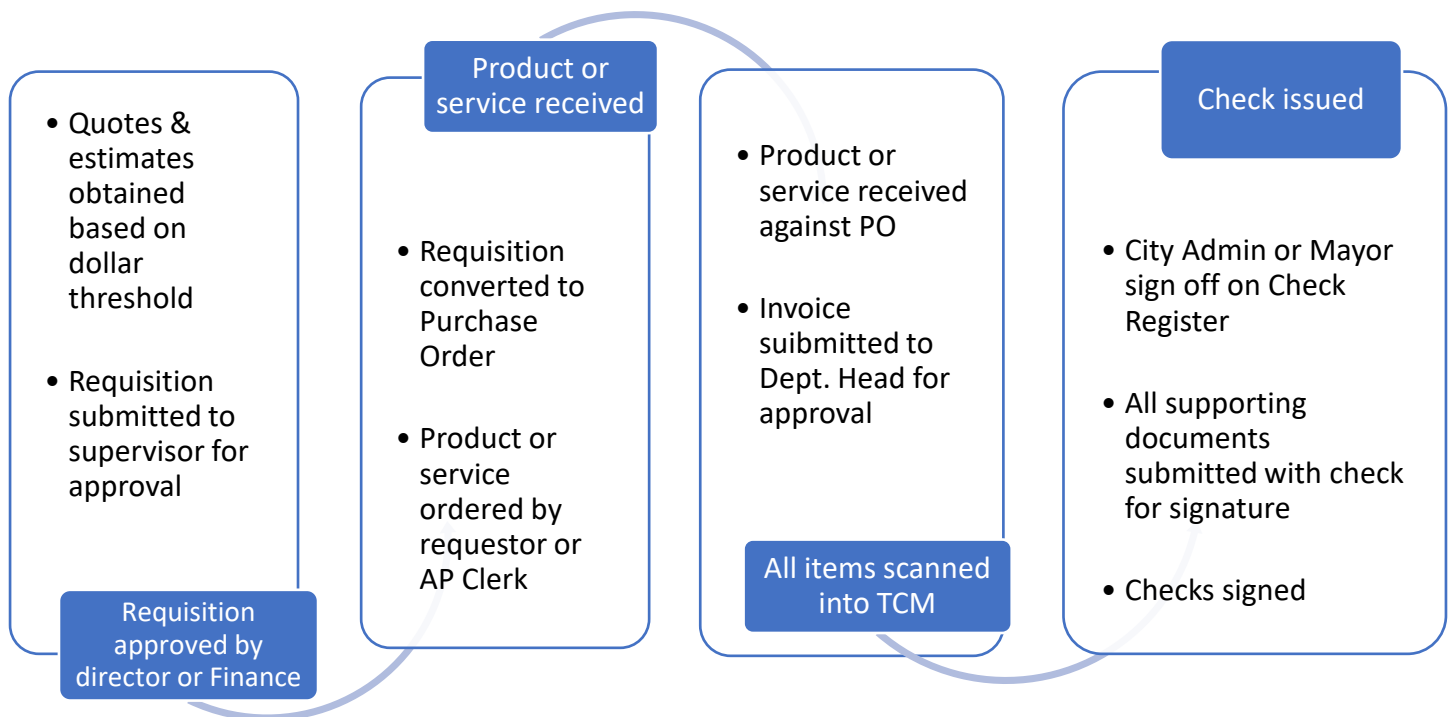 • Quotes &
estimates
obtained
based on
dollar
threshold
• Requisition
submitted to
supervisor for
approval
Requisition
approved by
director or Finance
Product or
service received
• Requisition
converted to
Purchase
Order
• Product or
service
ordered by
requestor or
AP Clerk
• Product or
service received
against PO
• Invoice
suibmitted to
Dept. Head for
approval
All items scanned
into TCM
Check issued
• City Admin or Mayor
sign off on Check
Register
• All supporting
documents
submitted with check
for signature
• Checks signed